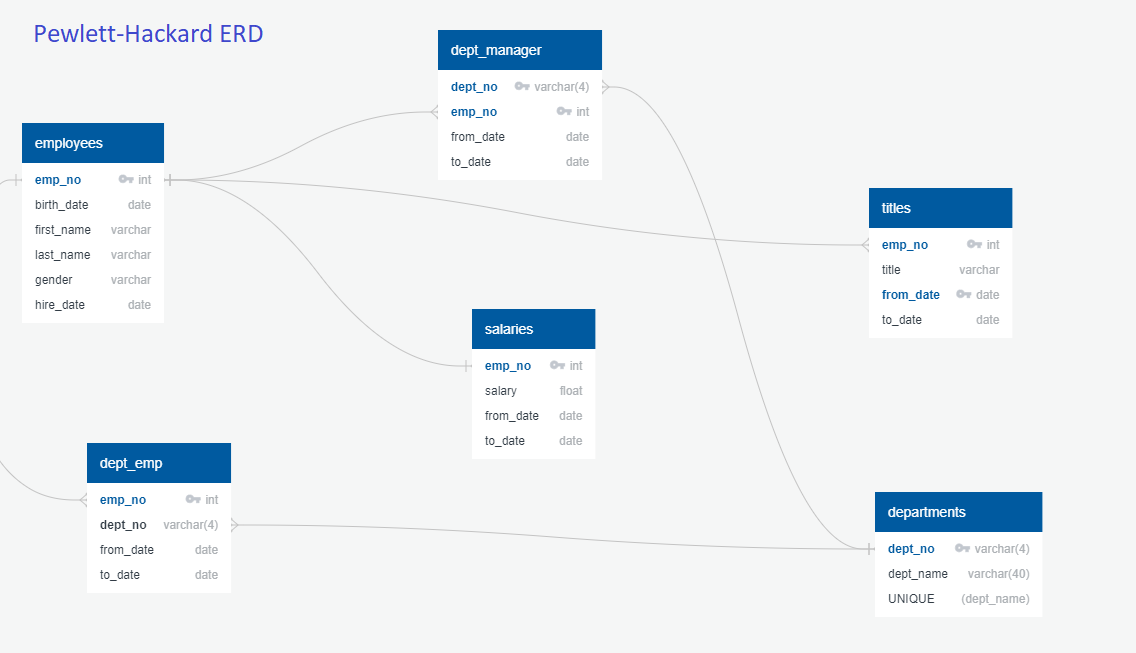 Pewlett-Hackard ERD
dept_manager
dept_no varchar(4)
emp_no int
from_date date
to_date date
employees
emp_no int
birth_date date
first_name varchar
last_name varchar
gender varchar
hire_date date
titles
emp_no int
title varchar
from_date date
to_date date
salaries
emp_no int
salary float
from_date date
to_date date
dept_emp
emp_no int
dept_no varchar(4)
from_date date
to_date date
departments
dept_no varchar(4)
dept_name varchar(40)
UNIQUE (dept_name)